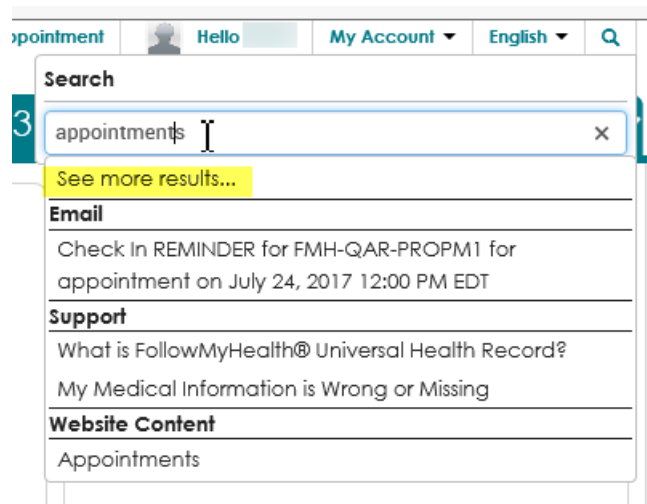 ppointment Hello My Account English
Search
3
appointments
See more results...
Email
Check In REMINDER for FMH-QAR-PROPM1 for
appointment on July 24, 2017 12:00 PM EDT
Support
What is FollowMyHealth® Universal Health Record?
My Medical Information is Wrong or Missing
Website Content
Appointments